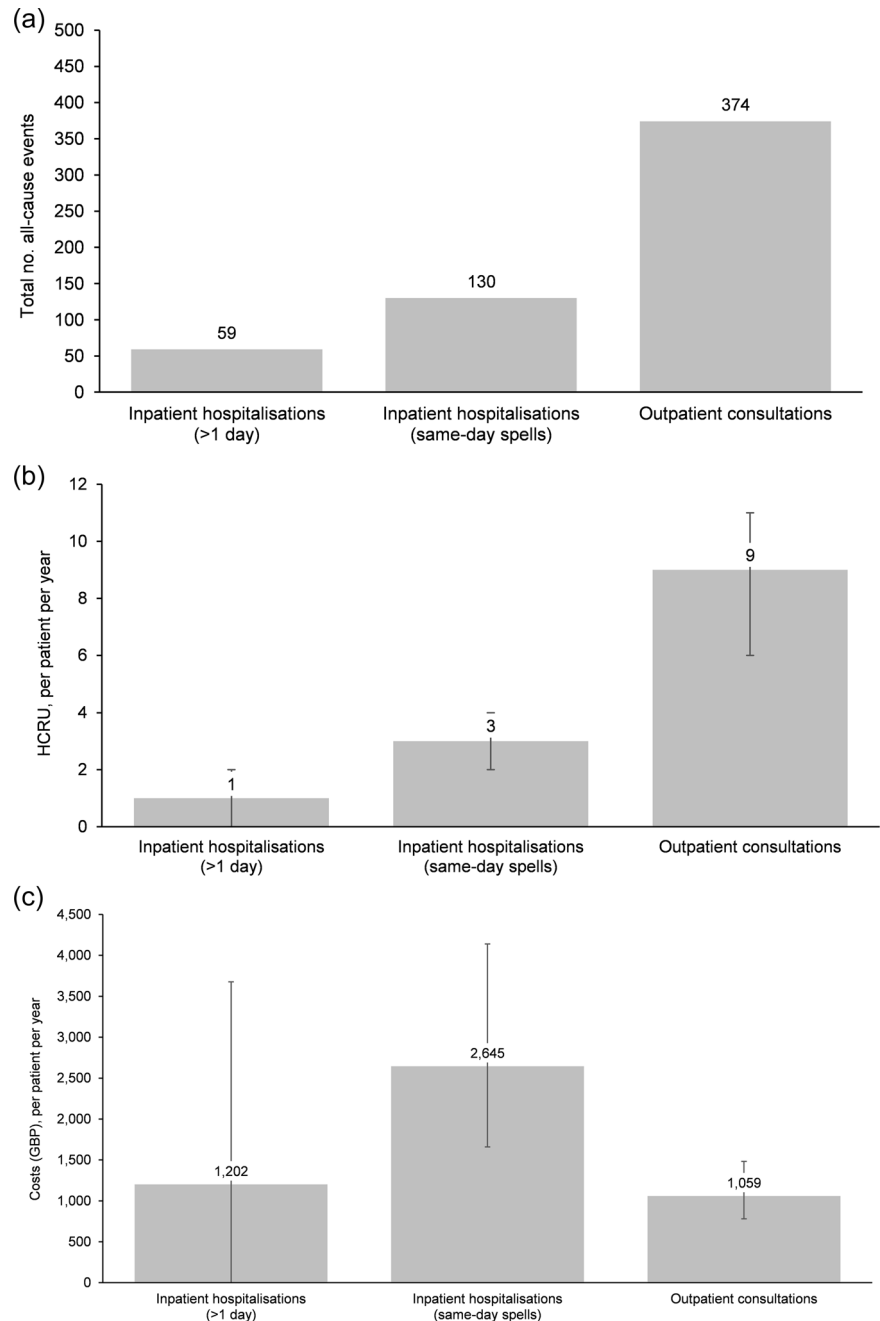 (a)
Total no. all-cause events
500
450
400
350
300
250
200
150
100
50
0
59
130
374
Inpatient hospitalisations
(>1 day)
Inpatient hospitalisations
(same-day spells)
Outpatient consultations
(b)
HCRU, per patient per year
12
10
8
6
4
2
0
1
3
9
Inpatient hospitalisations
(>1 day)
Inpatient hospitalisations
(same-day spells)
Outpatient consultations
(c)
Costs (GBP), per patient per year
4,500
4,000
3,500
3,000
2,500
2,000
1,500
1,000
500
0
1,202
2,645
1,059
Inpatient hospitalisations
(>1 day)
Inpatient hospitalisations
(same-day spells)
Outpatient consultations